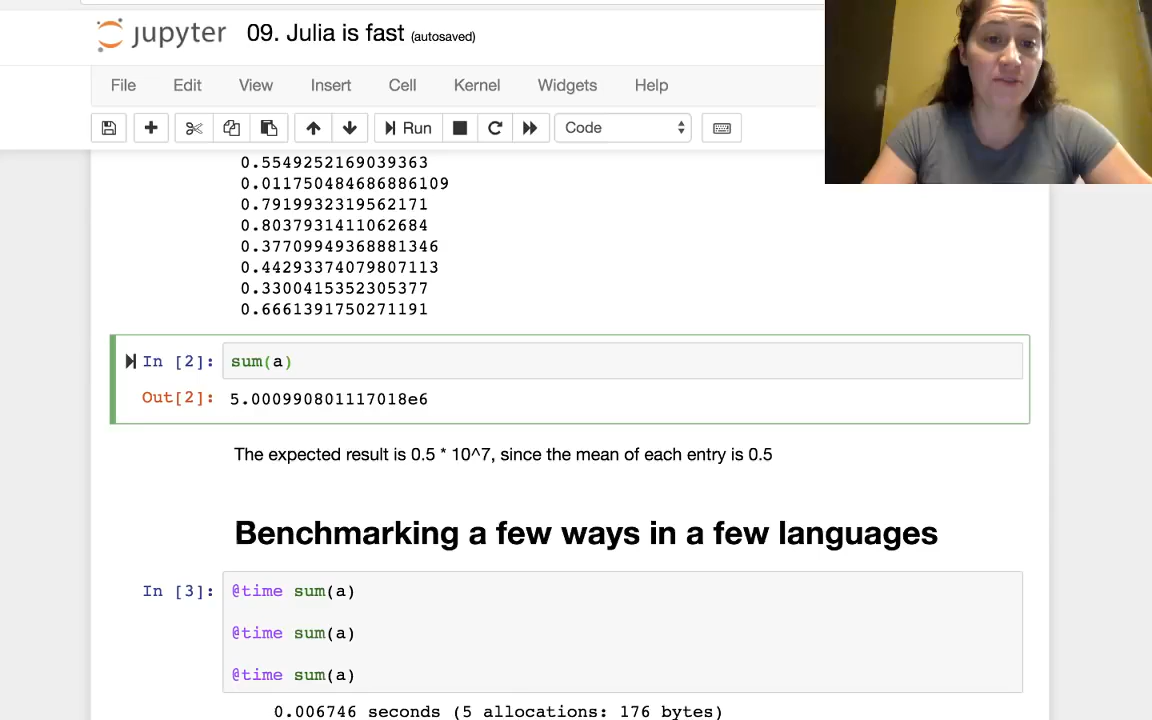 jupyter 09. Julia is fast (autosaved)
File Edit View Insert Cell Kernel Widgets Help
Run Code
0.5549252169039363
0.011750484686886109
0.7919932319562171
0.8037931411062684
0.37709949368881346
0.44293374079807113
0.3300415352305377
0.6661391750271191
In [2]: sum(a)
Out[2]: 5.000990801117018e6
The expected result is 0.5 * 10^7, since the mean of each entry is 0.5
Benchmarking a few ways in a few languages
In [3]: @time sum(a)
@time sum(a)
@time sum(a)
0.006746 seconds (5 allocations: 176 bytes)